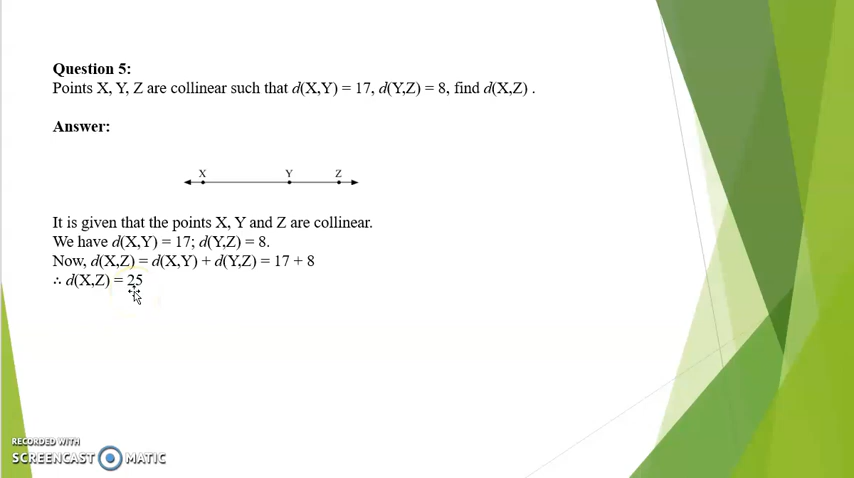 Question 5:
Points X, Y, Z are collinear such that d(X,Y) = 17, d(Y,Z) = 8, find d(X,Z) .
Answer:
X Y Z
It is given that the points X, Y and Z are collinear.
We have d(X,Y) = 17; d(Y,Z) = 8.
Now, d(X,Z) = d(X,Y) + d(Y,Z) = 17 + 8
∴ d(X,Z) = 25
RECORDED WITH
SCREENCAST MATIC